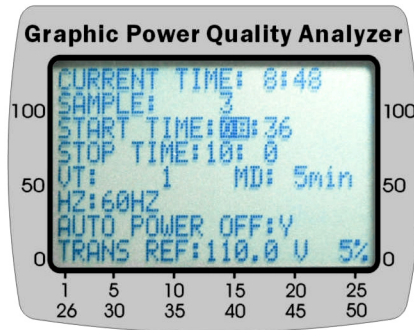 Graphic Power Quality Analyzer
CURRENT TIME: 8:48
SAMPLE: 3
START TIME:08:36
STOP TIME:10: 0
VT: 1 MD: 5min
HZ:60HZ
AUTO POWER OFF:Y
TRANS REF:110.0 V 5%
100
50
0
100
50
0
1 5 10 15 20 25
26 30 35 40 45 50